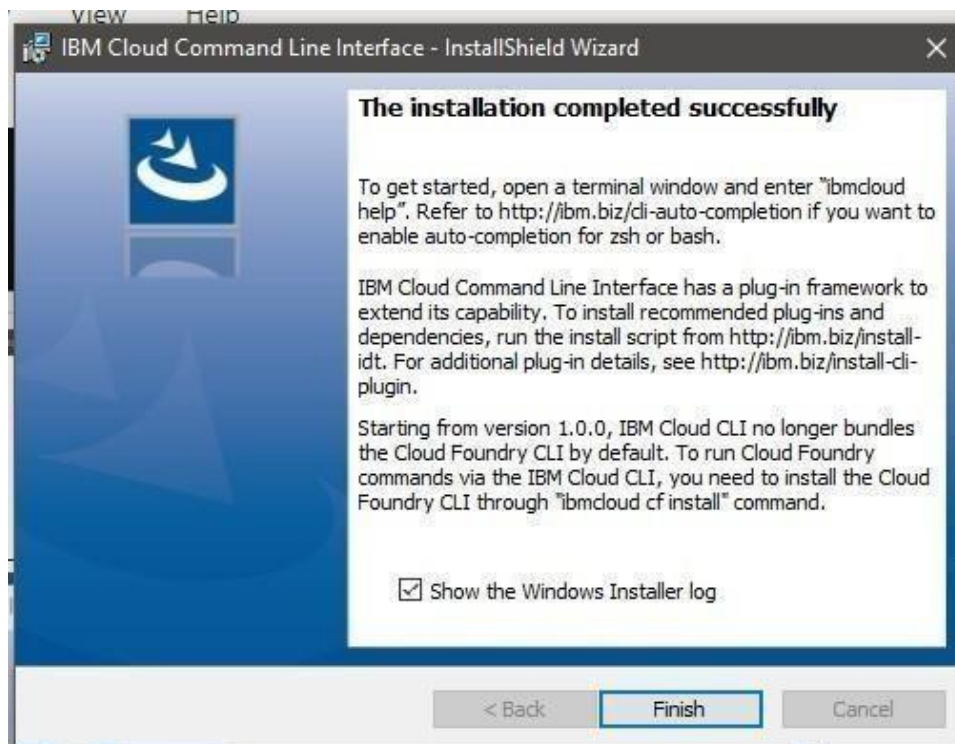 View Help
IBM Cloud Command Line Interface - InstallShield Wizard
The installation completed successfully
To get started, open a terminal window and enter "ibmcloud
help". Refer to http://ibm.biz/cli-auto-completion if you want to
enable auto-completion for zsh or bash.
IBM Cloud Command Line Interface has a plug-in framework to
extend its capability. To install recommended plug-ins and
dependencies, run the install script from http://ibm.biz/install-
idt. For additional plug-in details, see http://ibm.biz/install-cli-
plugin.
Starting from version 1.0.0, IBM Cloud CLI no longer bundles
the Cloud Foundry CLI by default. To run Cloud Foundry
commands via the IBM Cloud CLI, you need to install the Cloud
Foundry CLI through "ibmcloud cf install" command.
Show the Windows Installer log
< Back Finish Cancel